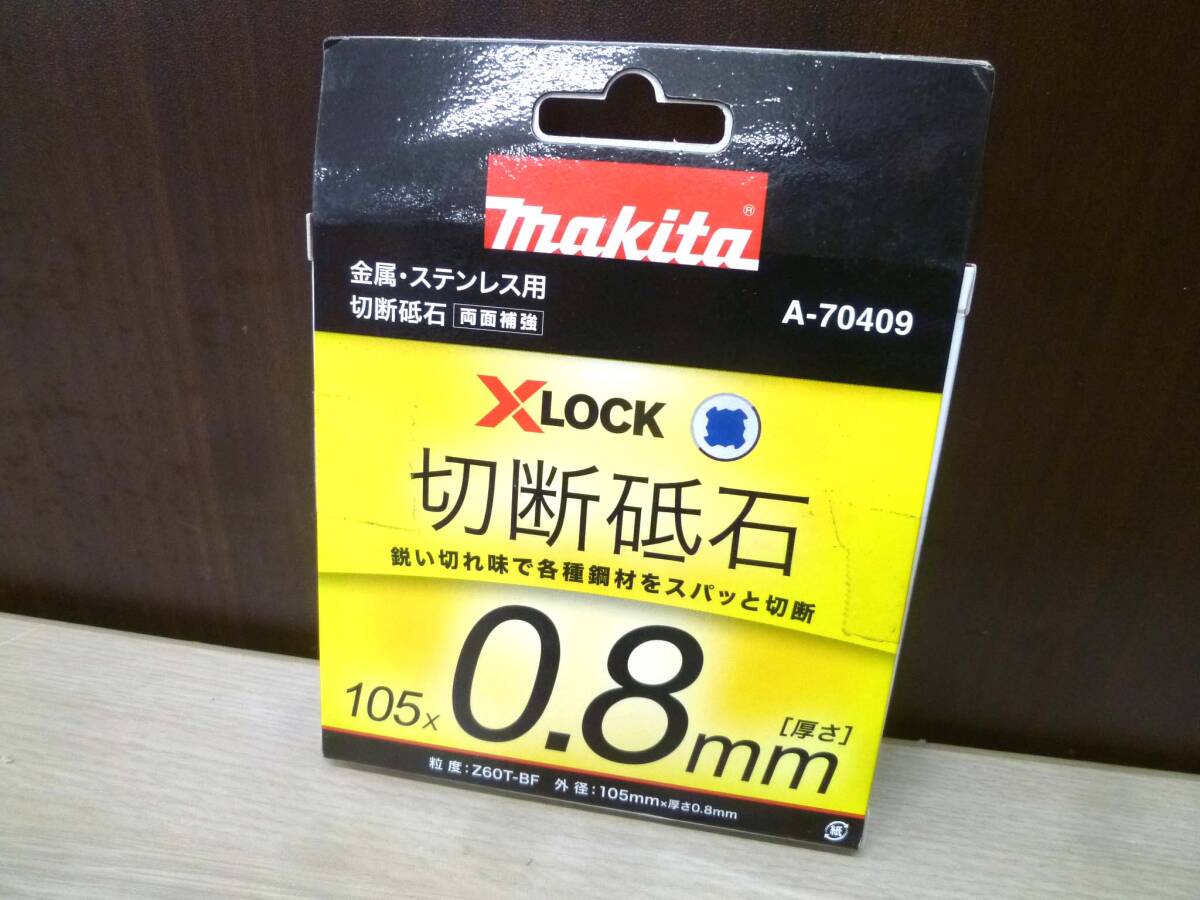 makita®
金属・ステンレス用
切断砥石 両面補強
A-70409
XLOCK
切断砥石
鋭い切れ味で各種鋼材をスパッと切断
105x0.8mm
[厚さ]
粒度:Z60T-BF 外径:105mm×厚さ0.8mm
紙